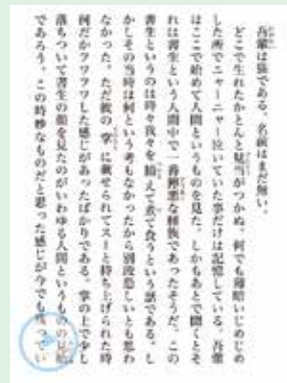 吾輩は猫である。名前はまだ無い。
どこで生れたかとんと見当がつかぬ。何でも薄暗いじめじめ
した所でニャーニャー泣いていた事だけは記憶している。吾輩
はここで始めて人間というものを見た。しかもあとで聞くとそ
れは書生という人間中で一番獰悪な種族であったそうだ。この
書生というのは時々我々を捕えて煮て食うという話である。し
かしその当時は何という考もなかったから別段恐しいとも思わ
なかった。ただ彼の掌に載せられてスーと持ち上げられた時
何だかフワフワした感じがあったばかりである。掌の上で少し
落ちついて書生の顔を見たのがいわゆる人間というものの見始
であろう。この時妙なものだと思った感じが今でも残ってい